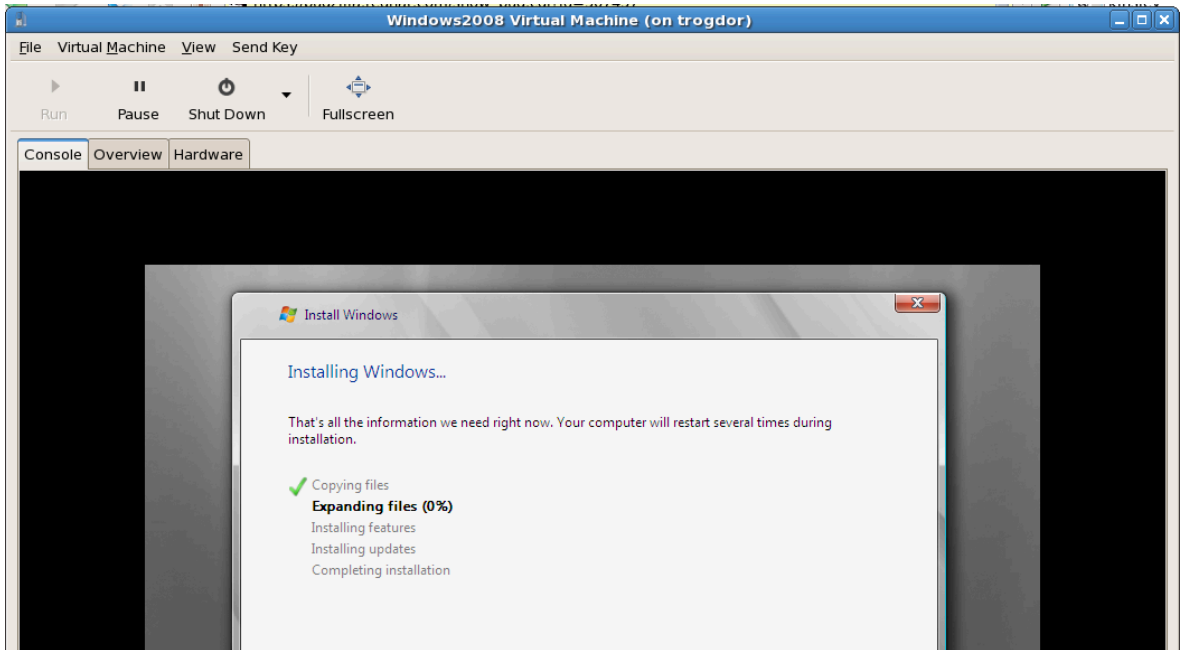 Windows2008 Virtual Machine (on trogdor)
File Virtual Machine View Send Key
Run Pause Shut Down Fullscreen
Console Overview Hardware
Install Windows
Installing Windows...
That's all the information we need right now. Your computer will restart several times during
installation.
Copying files
Expanding files (0%)
Installing features
Installing updates
Completing installation